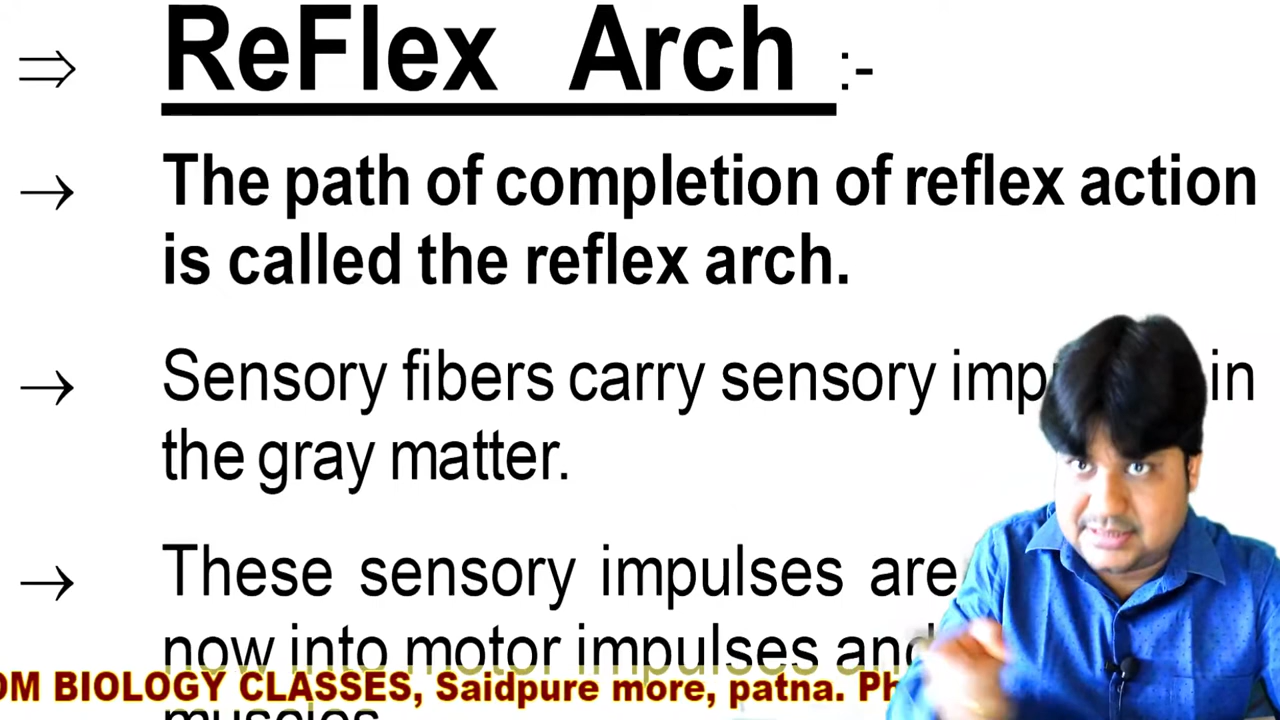 ⇒ ReFlex Arch :-
→ The path of completion of reflex action
is called the reflex arch.
→ Sensory fibers carry sensory in
the gray matter.
→ These sensory impulses are
now into motor impulses and
OM BIOLOGY CLASSES, Saidpure more, patna. Ph
muscles